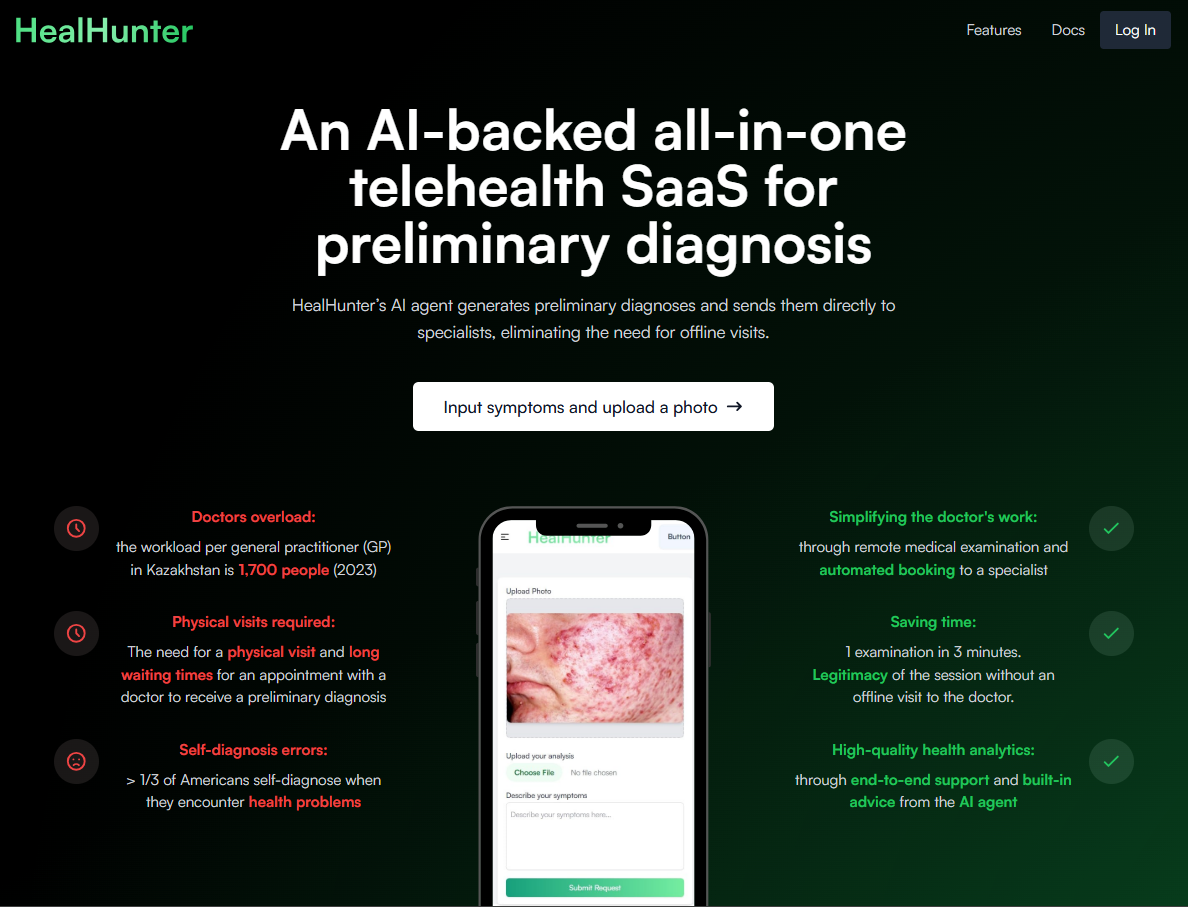 HealHunter
Features
Docs
Log In
An AI-backed all-in-one
telehealth SaaS for
preliminary diagnosis
HealHunter’s AI agent generates preliminary diagnoses and sends them directly to
specialists, eliminating the need for offline visits.
Input symptoms and upload a photo →
Doctors overload:
the workload per general practitioner (GP)
in Kazakhstan is 1,700 people (2023)
Physical visits required:
The need for a physical visit and long
waiting times for an appointment with a
doctor to receive a preliminary diagnosis
Self-diagnosis errors:
> 1/3 of Americans self-diagnose when
they encounter health problems
HealHunter
Button
Upload Photo
Upload your analysis
Choose File No file chosen
Describe your symptoms
Describe your symptoms here...
Submit Request
Simplifying the doctor's work:
through remote medical examination and
automated booking to a specialist
Saving time:
1 examination in 3 minutes.
Legitimacy of the session without an
offline visit to the doctor.
High-quality health analytics:
through end-to-end support and built-in
advice from the AI agent